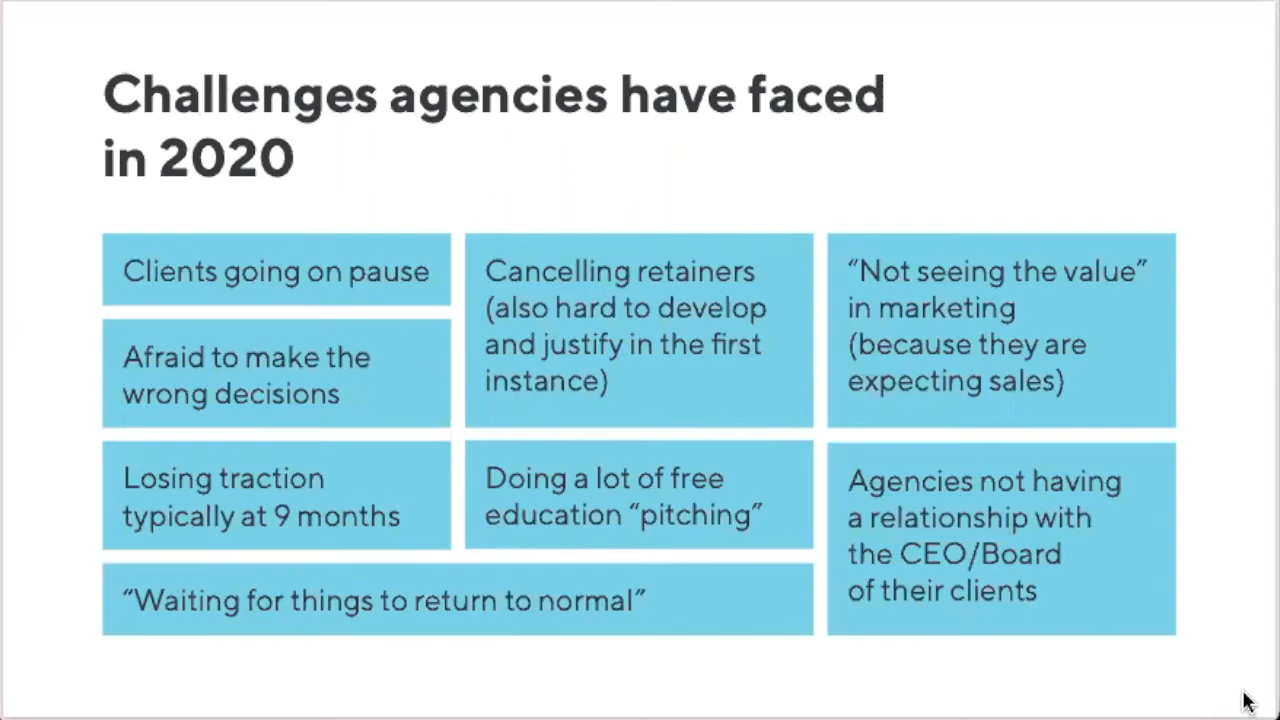 Challenges agencies have faced
in 2020
Clients going on pause
Afraid to make the
wrong decisions
Losing traction
typically at 9 months
Cancelling retainers
(also hard to develop
and justify in the first
instance)
Doing a lot of free
education “pitching”
“Waiting for things to return to normal”
“Not seeing the value”
in marketing
(because they are
expecting sales)
Agencies not having
a relationship with
the CEO/Board
of their clients